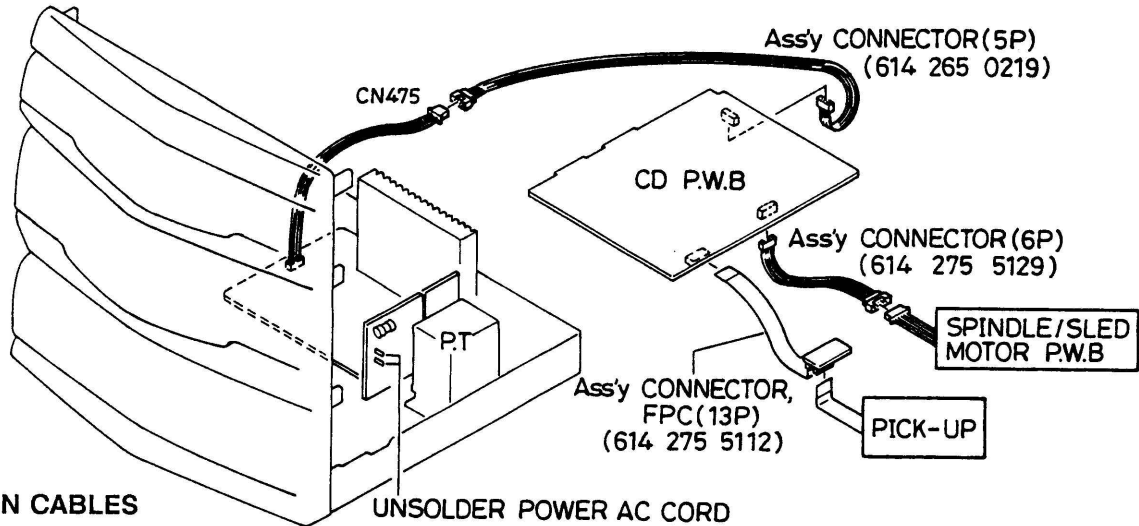 Ass'y CONNECTOR(5P)
(614 265 0219)
CN475
CD P.W.B
Ass'y CONNECTOR(6P)
(614 275 5129)
SPINDLE/SLED
MOTOR P.W.B
P.T
Ass'y CONNECTOR,
FPC(13P)
(614 275 5112)
PICK-UP
N CABLES
UNSOLDER POWER AC CORD